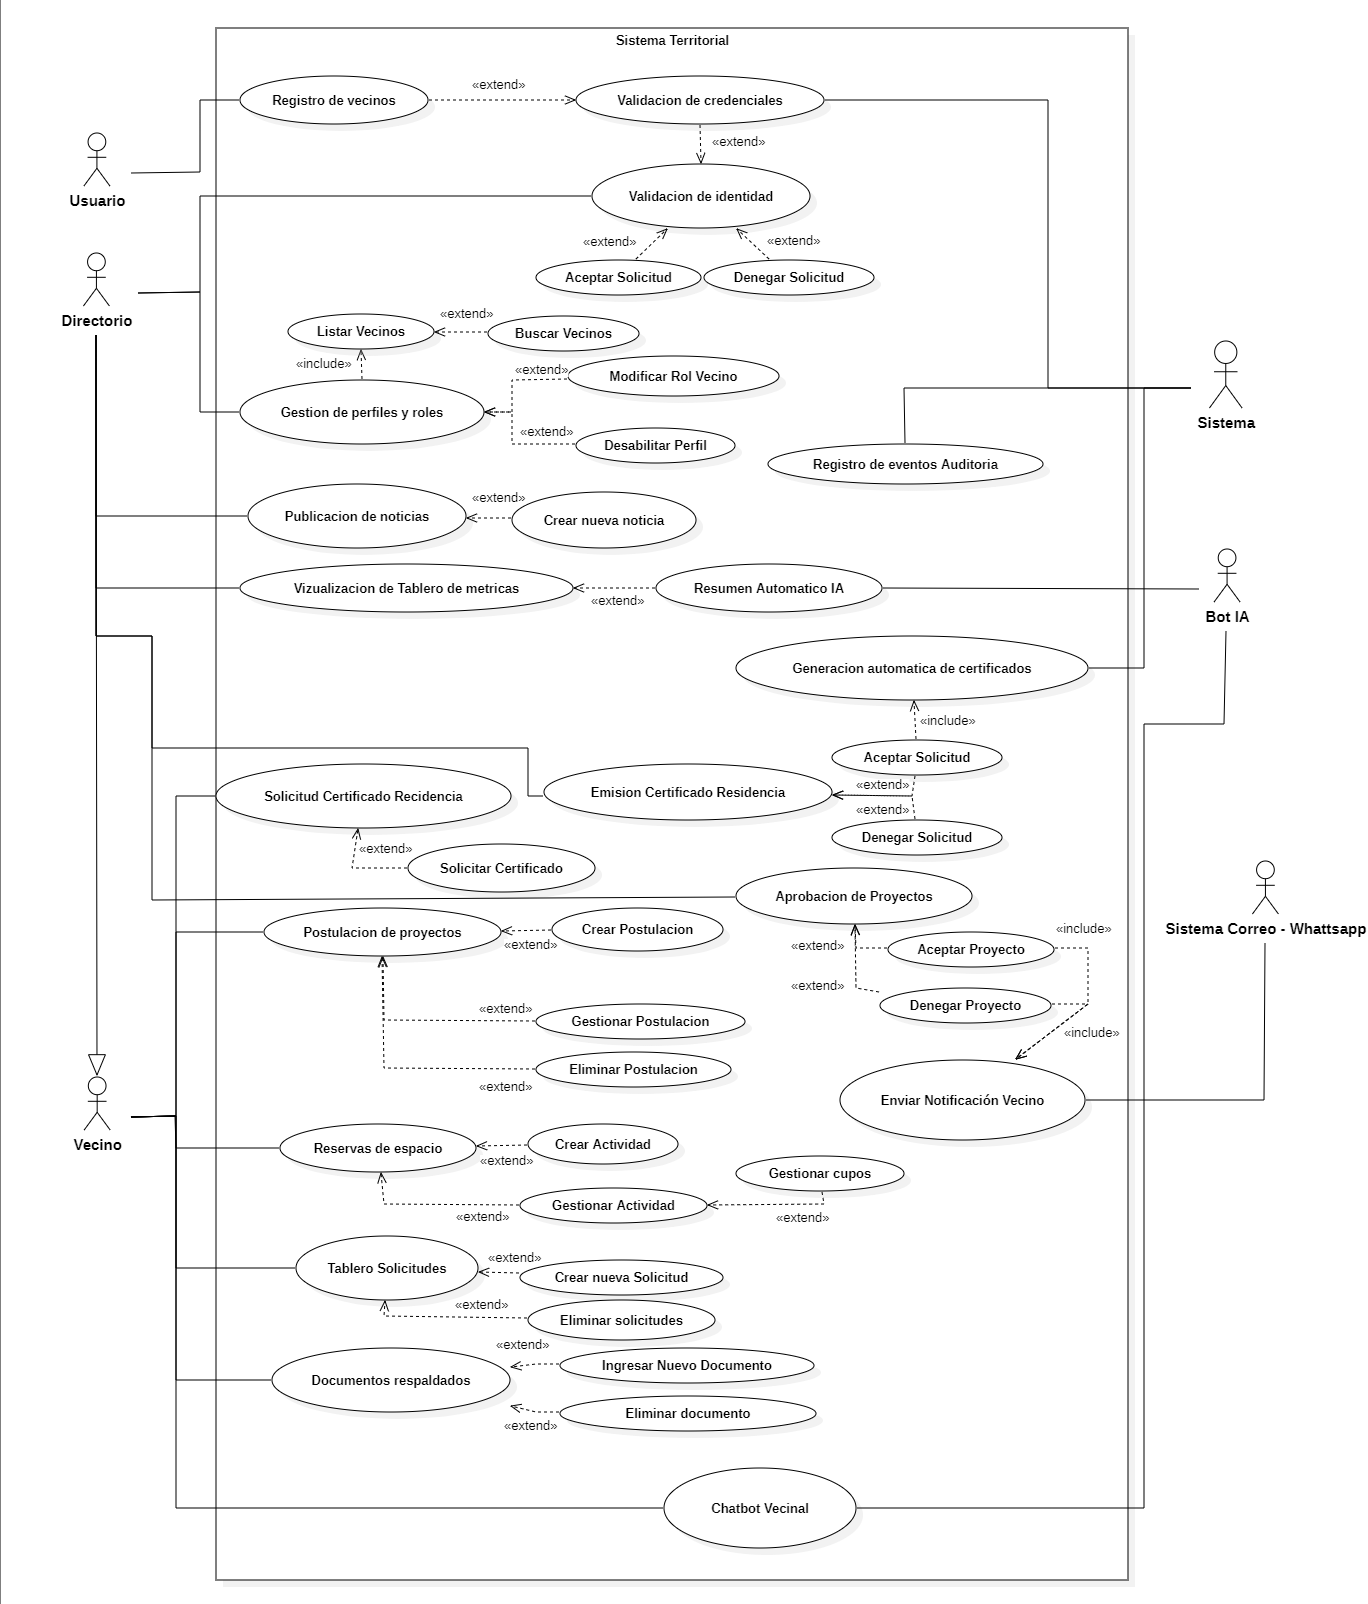 Sistema Territorial
Registro de vecinos
«extend»
Validacion de credenciales
«extend»
Usuario
Validacion de identidad
«extend»
«extend»
Aceptar Solicitud
Denegar Solicitud
Directorio
Listar Vecinos
«extend»
Buscar Vecinos
«include»
«extend»
Modificar Rol Vecino
Gestion de perfiles y roles
«extend»
Desabilitar Perfil
Sistema
Registro de eventos Auditoria
Publicacion de noticias
«extend»
Crear nueva noticia
Vizualizacion de Tablero de metricas
«extend»
Resumen Automatico IA
Bot IA
Generacion automatica de certificados
«include»
Aceptar Solicitud
«extend»
«extend»
Denegar Solicitud
Solicitud Certificado Recidencia
Emision Certificado Residencia
«extend»
Solicitar Certificado
Aprobacion de Proyectos
Sistema Correo - Whattsapp
Postulacion de proyectos
«extend»
Crear Postulacion
«extend»
Aceptar Proyecto
«include»
«extend»
Denegar Proyecto
«include»
«extend»
Gestionar Postulacion
Eliminar Postulacion
«extend»
Enviar Notificación Vecino
Vecino
Reservas de espacio
«extend»
Crear Actividad
Gestionar cupos
Gestionar Actividad
«extend»
«extend»
Tablero Solicitudes
«extend»
Crear nueva Solicitud
«extend»
Eliminar solicitudes
«extend»
Ingresar Nuevo Documento
Documentos respaldados
Eliminar documento
«extend»
Chatbot Vecinal